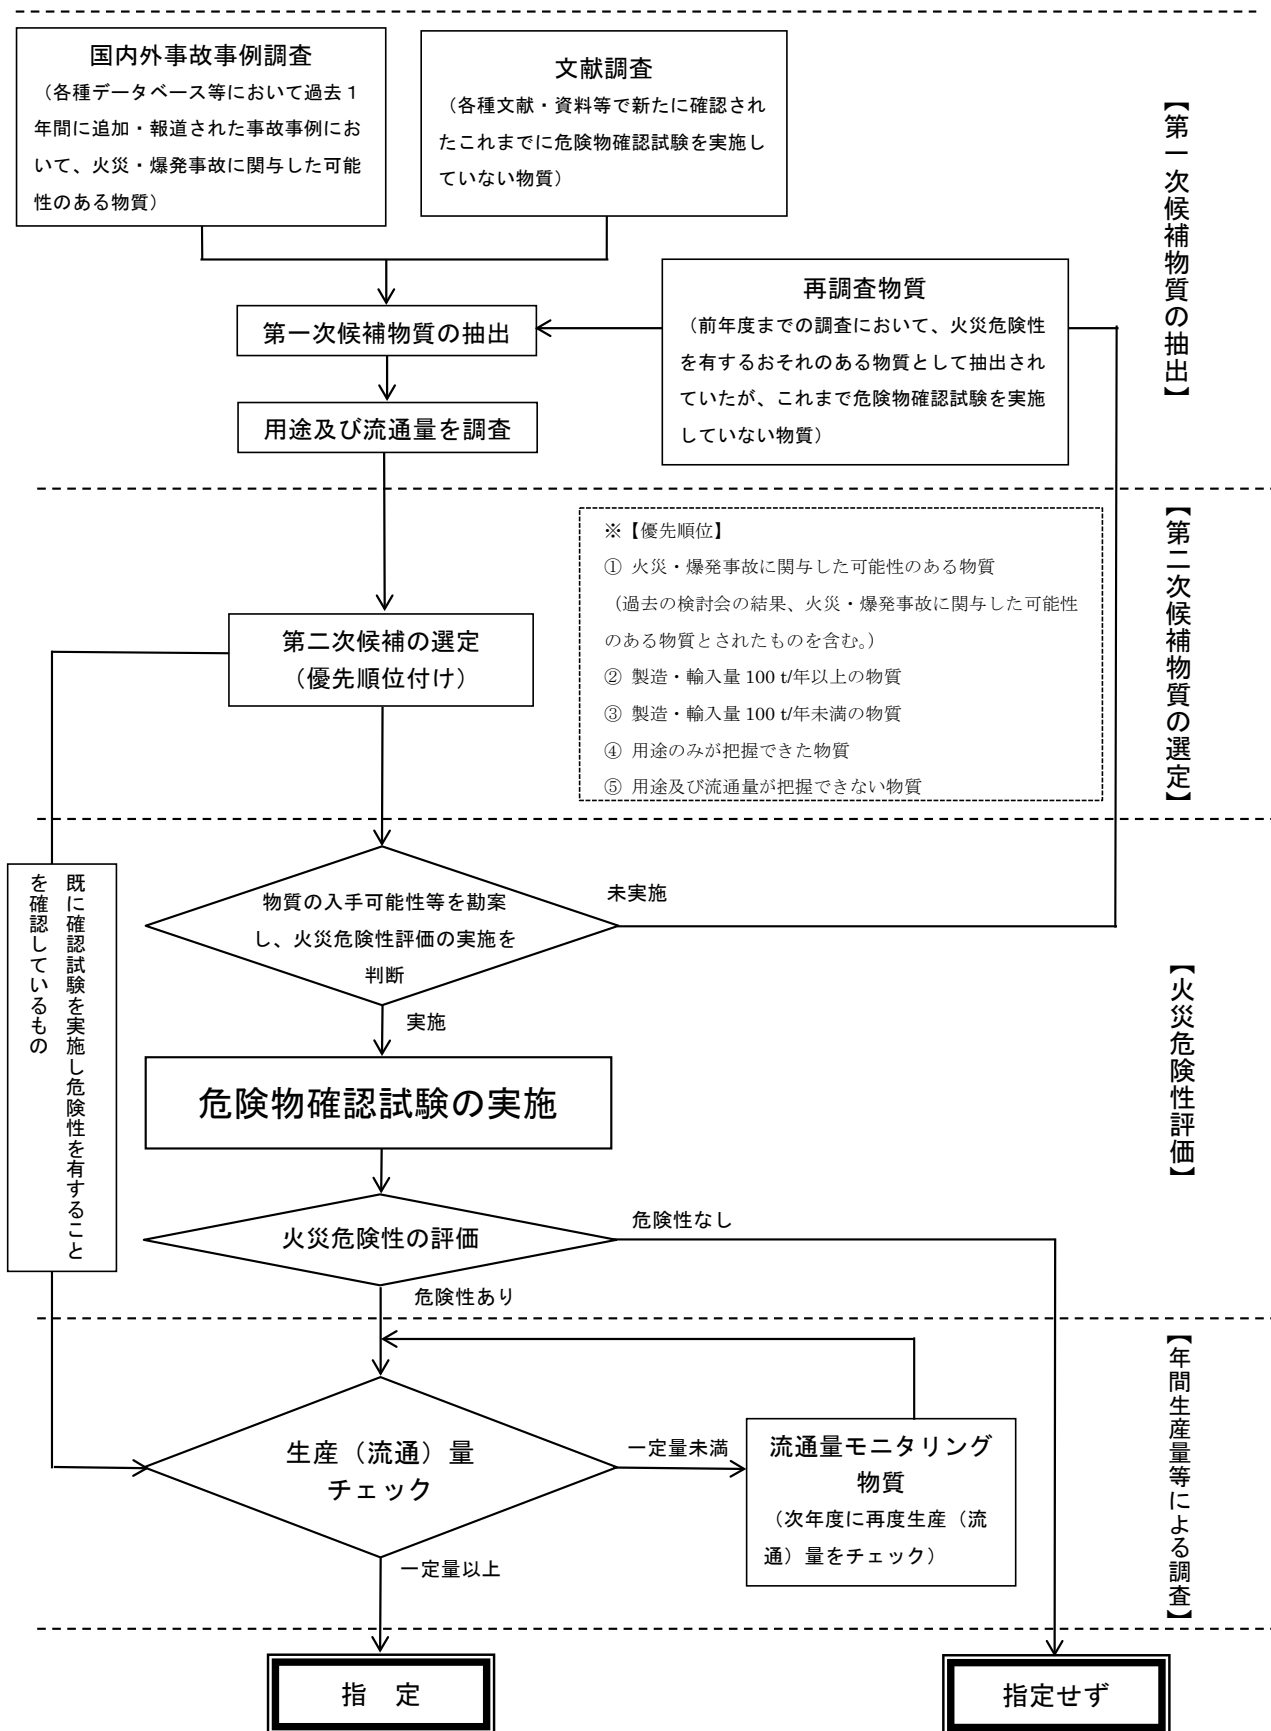 国内外事故事例調査
（各種データベース等において過去１
年間に追加・報道された事故事例にお
いて、火災・爆発事故に関与した可能
性のある物質）
文献調査
（各種文献・資料等で新たに確認され
たこれまでに危険物確認試験を実施し
ていない物質）
【第一次候補物質の抽出】
再調査物質
（前年度までの調査において、火災危険性
を有するおそれのある物質として抽出され
ていたが、これまで危険物確認試験を実施
していない物質）
第一次候補物質の抽出
用途及び流通量を調査
【第二次候補物質の選定】
※【優先順位】
① 火災・爆発事故に関与した可能性のある物質
（過去の検討会の結果、火災・爆発事故に関与した可能性
のある物質とされたものを含む。）
② 製造・輸入量 100 t/年以上の物質
③ 製造・輸入量 100 t/年未満の物質
④ 用途のみが把握できた物質
⑤ 用途及び流通量が把握できない物質
第二次候補の選定
（優先順位付け）
既に確認試験を実施し危険性を有すること
を確認しているもの
物質の入手可能性等を勘案
し、火災危険性評価の実施を
判断
未実施
実施
【火災危険性評価】
危険物確認試験の実施
火災危険性の評価
危険性なし
危険性あり
【年間生産量等による調査】
生産（流通）量
チェック
一定量未満
流通量モニタリング
物質
（次年度に再度生産（流
通）量をチェック）
一定量以上
指　定
指定せず